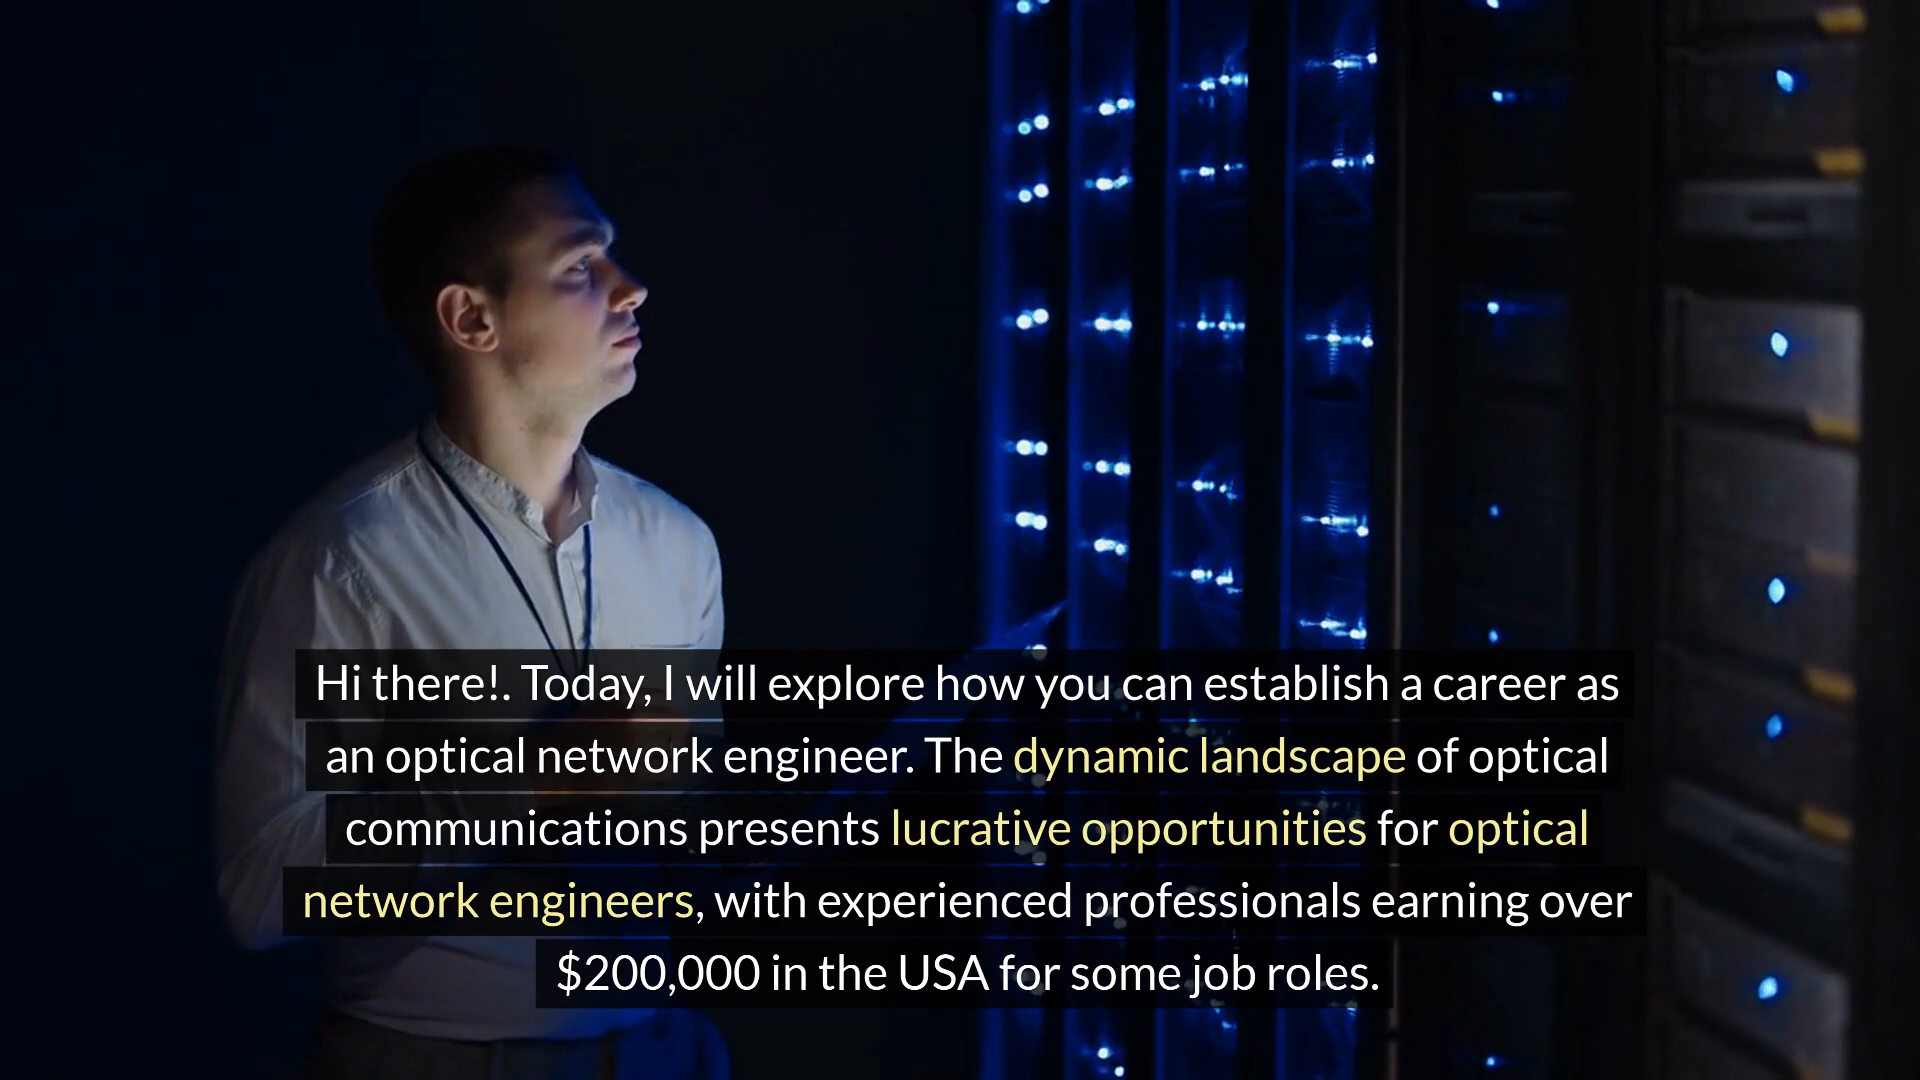 Hi there!. Today, I will explore how you can establish a career as
an optical network engineer. The dynamic landscape of optical
communications presents lucrative opportunities for optical
network engineers, with experienced professionals earning over
$200,000 in the USA for some job roles.